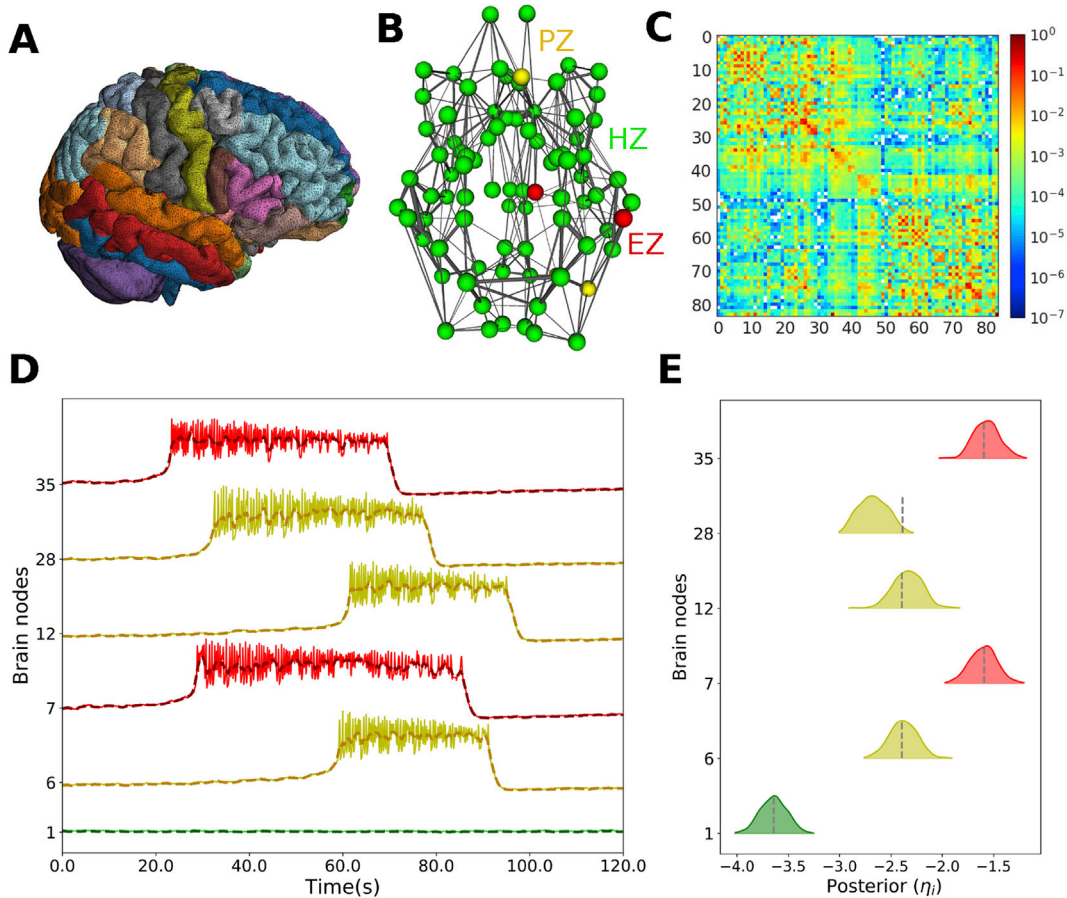 A
B
PZ
HZ
EZ
C
0
10
20
30
40
50
60
70
80
0 10 20 30 40 50 60 70 80
10⁰
10⁻¹
10⁻²
10⁻³
10⁻⁴
10⁻⁵
10⁻⁶
10⁻⁷
D
Brain nodes
35
28
12
7
6
1
0.0 20.0 40.0 60.0 80.0 100.0 120.0
Time(s)
E
Brain nodes
35
28
12
7
6
1
−4.0 −3.5 −3.0 −2.5 −2.0 −1.5
Posterior (ηᵢ)